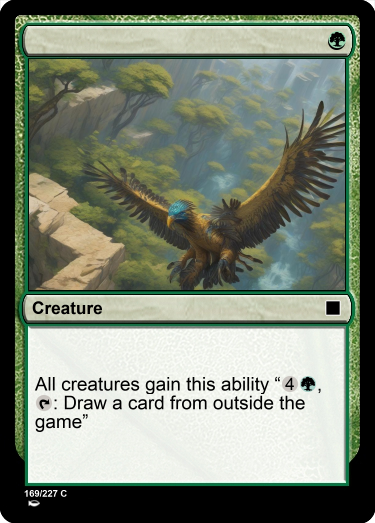 Creature
All creatures gain this ability “4,
: Draw a card from outside the
game”
169/227 C